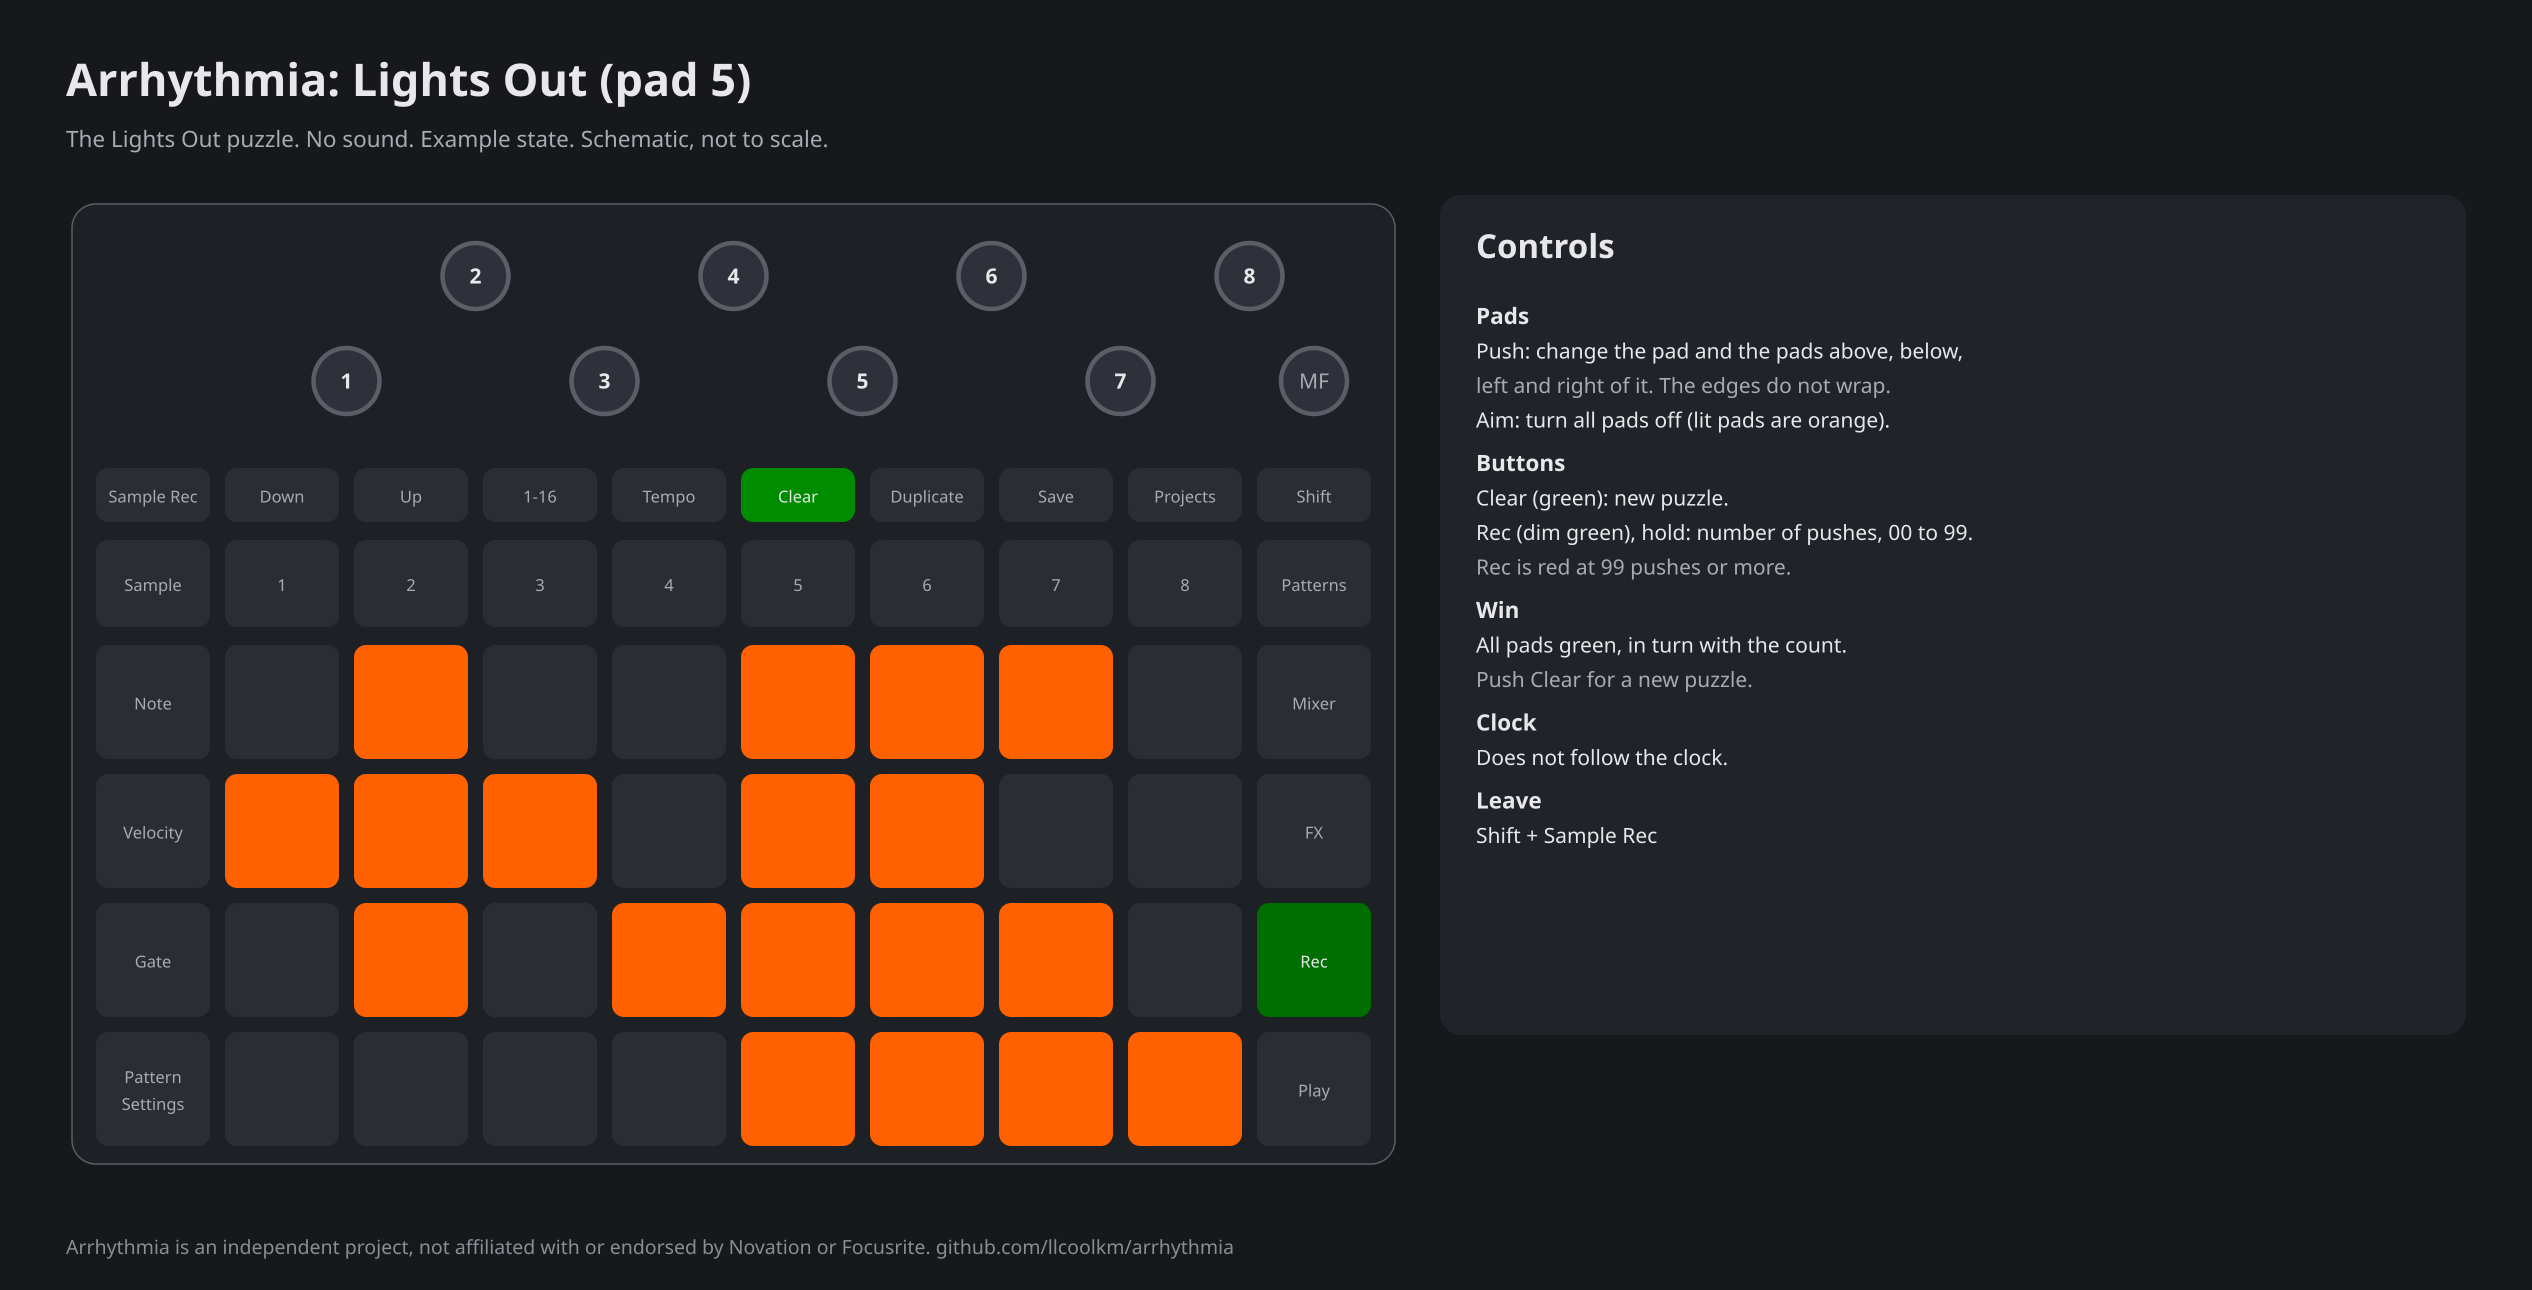 Arrhythmia: Lights Out (pad 5)
The Lights Out puzzle. No sound. Example state. Schematic, not to scale.
2
4
6
8
1
3
5
7
MF
Sample Rec
Down
Up
1-16
Tempo
Clear
Duplicate
Save
Projects
Shift
Sample
1
2
3
4
5
6
7
8
Patterns
Note
Mixer
Velocity
FX
Gate
Rec
Pattern
Settings
Play
Controls
Pads
Push: change the pad and the pads above, below,
left and right of it. The edges do not wrap.
Aim: turn all pads off (lit pads are orange).
Buttons
Clear (green): new puzzle.
Rec (dim green), hold: number of pushes, 00 to 99.
Rec is red at 99 pushes or more.
Win
All pads green, in turn with the count.
Push Clear for a new puzzle.
Clock
Does not follow the clock.
Leave
Shift + Sample Rec
Arrhythmia is an independent project, not affiliated with or endorsed by Novation or Focusrite. github.com/llcoolkm/arrhythmia